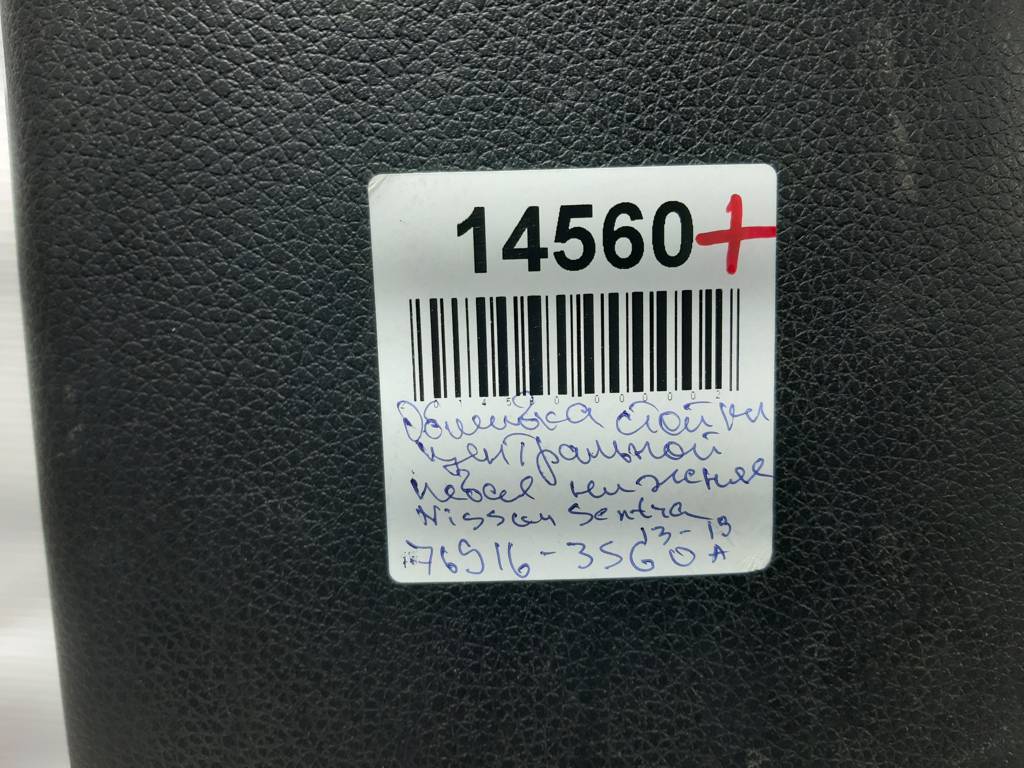 14560+
Обшивка стойки
центральной
левая нижняя
Nissan Sentra
13-19
76916-3SG0A